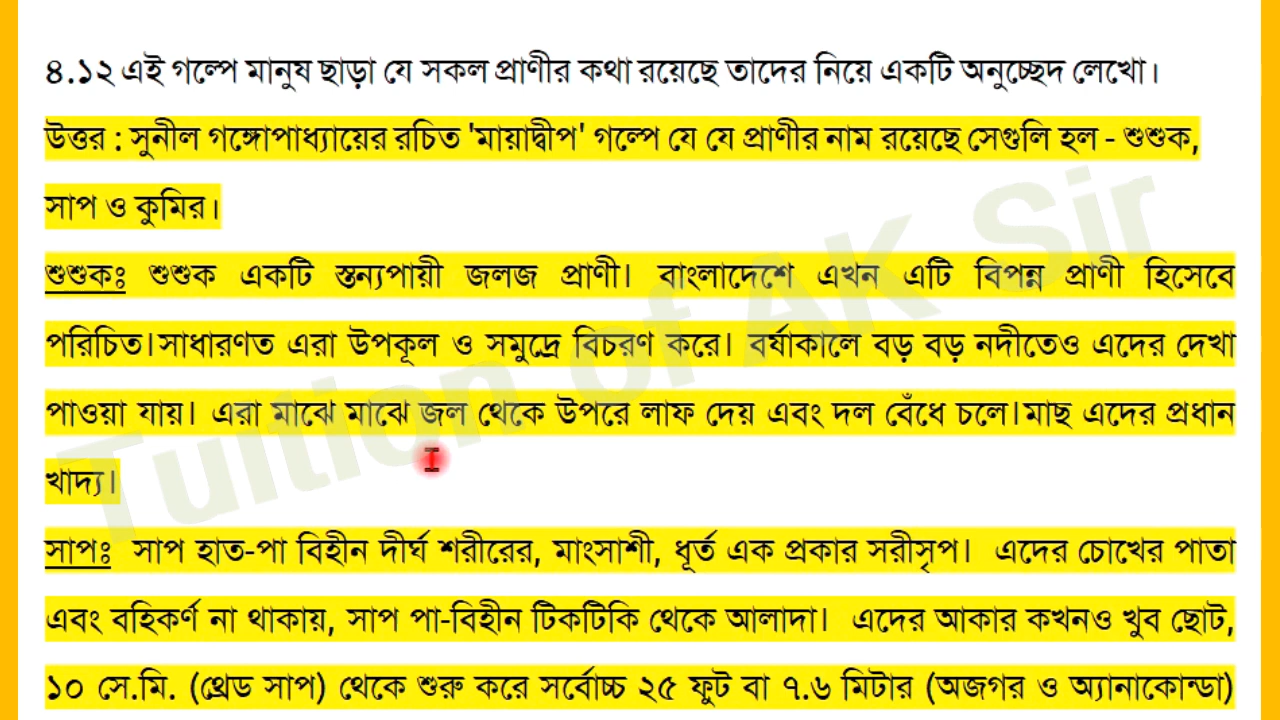 ৪.১২ এই গল্পে মানুষ ছাড়া যে সকল প্রাণীর কথা রয়েছে তাদের নিয়ে একটি অনুচ্ছেদ লেখো।
উত্তর : সুনীল গঙ্গোপাধ্যায়ের রচিত 'মায়াদ্বীপ' গল্পে যে যে প্রাণীর নাম রয়েছে সেগুলি হল - শুশুক,
সাপ ও কুমির।
শুশুকঃ শুশুক একটি স্তন্যপায়ী জলজ প্রাণী। বাংলাদেশে এখন এটি বিপন্ন প্রাণী হিসেবে
পরিচিত।সাধারণত এরা উপকূল ও সমুদ্রে বিচরণ করে। বর্ষাকালে বড় বড় নদীতেও এদের দেখা
পাওয়া যায়। এরা মাঝে মাঝে জল থেকে উপরে লাফ দেয় এবং দল বেঁধে চলে।মাছ এদের প্রধান
খাদ্য।
সাপঃ সাপ হাত-পা বিহীন দীর্ঘ শরীরের, মাংসাশী, ধূর্ত এক প্রকার সরীসৃপ। এদের চোখের পাতা
এবং বহিকর্ণ না থাকায়, সাপ পা-বিহীন টিকটিকি থেকে আলাদা। এদের আকার কখনও খুব ছোট,
১০ সে.মি. (থ্রেড সাপ) থেকে শুরু করে সর্বোচ্চ ২৫ ফুট বা ৭.৬ মিটার (অজগর ও অ্যানাকোন্ডা)
Tuition of AK Sir